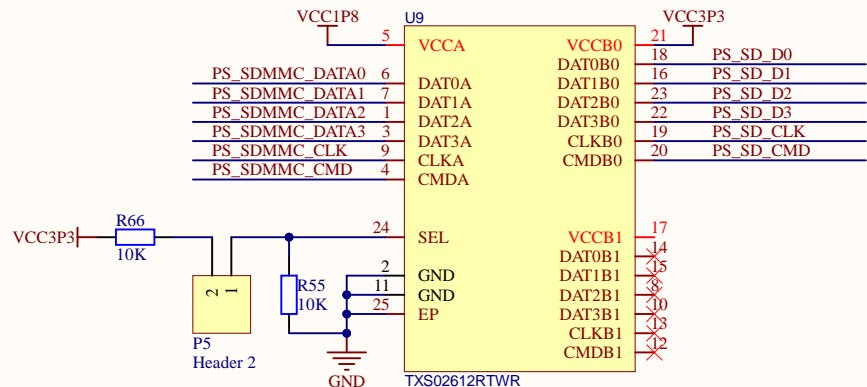 U9
VCC1P8
VCC3P3
5
VCCA
VCCB0
21
DAT0B0
18
PS_SD_D0
PS_SDMMC_DATA0
6
DAT0A
DAT1B0
16
PS_SD_D1
PS_SDMMC_DATA1
7
DAT1A
DAT2B0
23
PS_SD_D2
PS_SDMMC_DATA2
1
DAT2A
DAT3B0
22
PS_SD_D3
PS_SDMMC_DATA3
3
DAT3A
CLKB0
19
PS_SD_CLK
PS_SDMMC_CLK
9
CLKA
CMDB0
20
PS_SD_CMD
PS_SDMMC_CMD
4
CMDA
R66
VCC3P3
10K
24
SEL
VCCB1
17
DAT0B1
14
2
GND
DAT1B1
15
2
1
R55
10K
11
GND
DAT2B1
8
25
EP
DAT3B1
10
CLKB1
13
P5
Header 2
CMDB1
12
GND
TXS02612RTWR